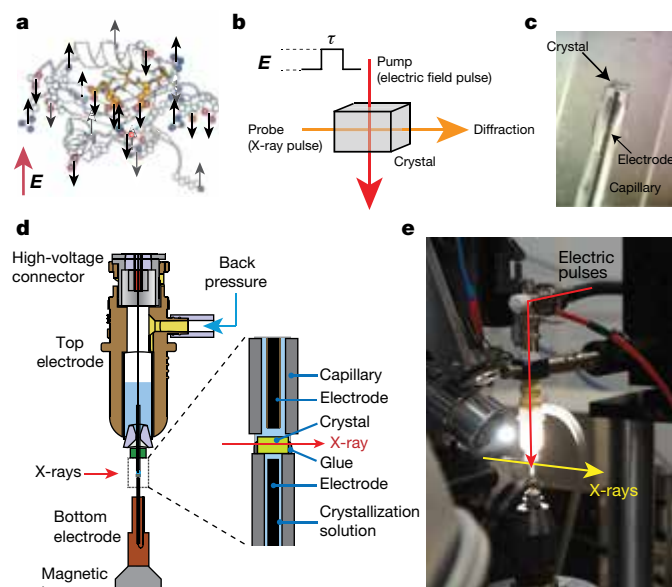 a
E
b
τ
E
Pump
(electric field pulse)
Probe
(X-ray pulse)
Diffraction
Crystal
c
Crystal
Electrode
Capillary
d
High-voltage
connector
Back
pressure
Top
electrode
X-rays
Bottom
electrode
Magnetic
Capillary
Electrode
Crystal
X-ray
Glue
Electrode
Crystallization
solution
e
Electric
pulses
X-rays